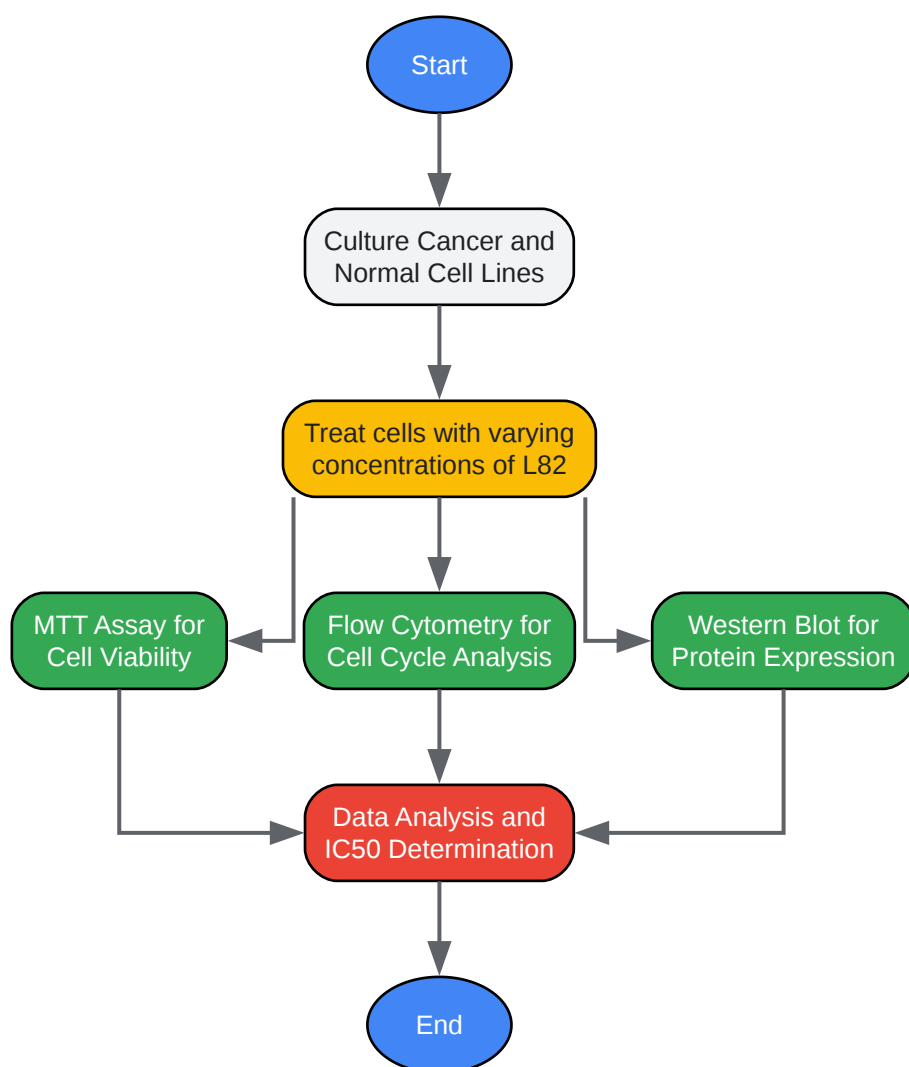 Start
Culture Cancer and
Normal Cell Lines
Treat cells with varying
concentrations of L82
MTT Assay for
Cell Viability
Flow Cytometry for
Cell Cycle Analysis
Western Blot for
Protein Expression
Data Analysis and
IC50 Determination
End